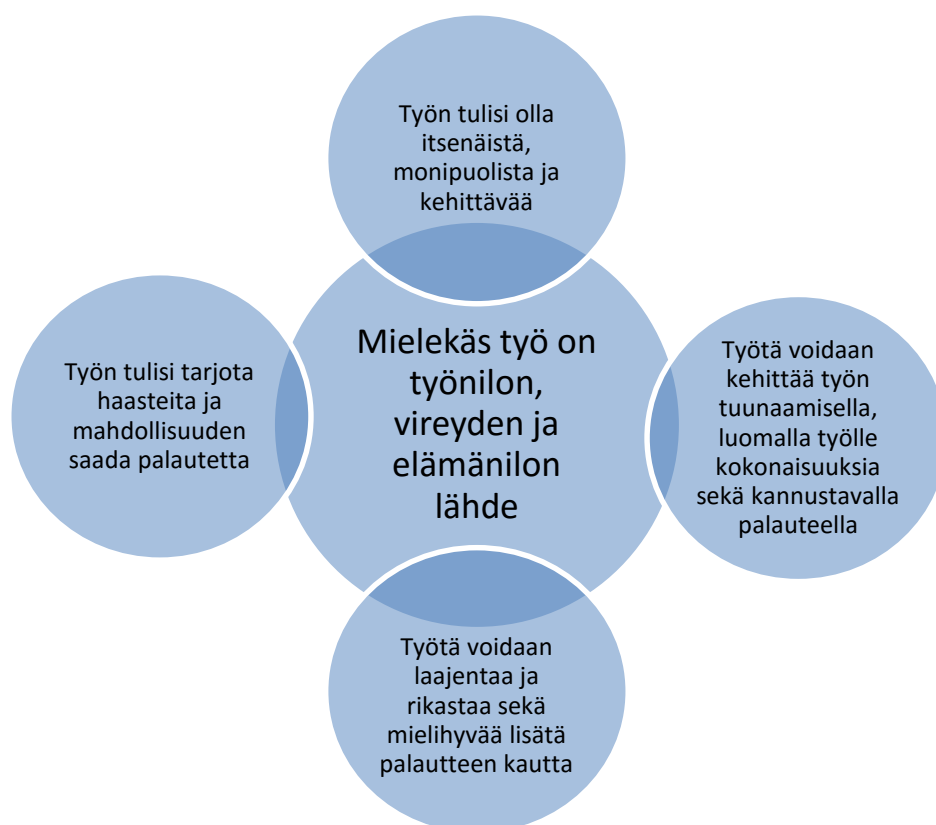 Työn tulisi olla
itsenäistä,
monipuolista ja
kehittävää
Työn tulisi tarjota
haasteita ja
mahdollisuuden
saada palautetta
Mielekäs työ on
työnilon,
vireyden ja
elämänilon
lähde
Työtä voidaan
kehittää työn
tuunaamisella,
luomalla työlle
kokonaisuuksia
sekä kannustavalla
palauteella
Työtä voidaan
laajentaa ja
rikastaa sekä
mielihyvää lisätä
palautteen kautta